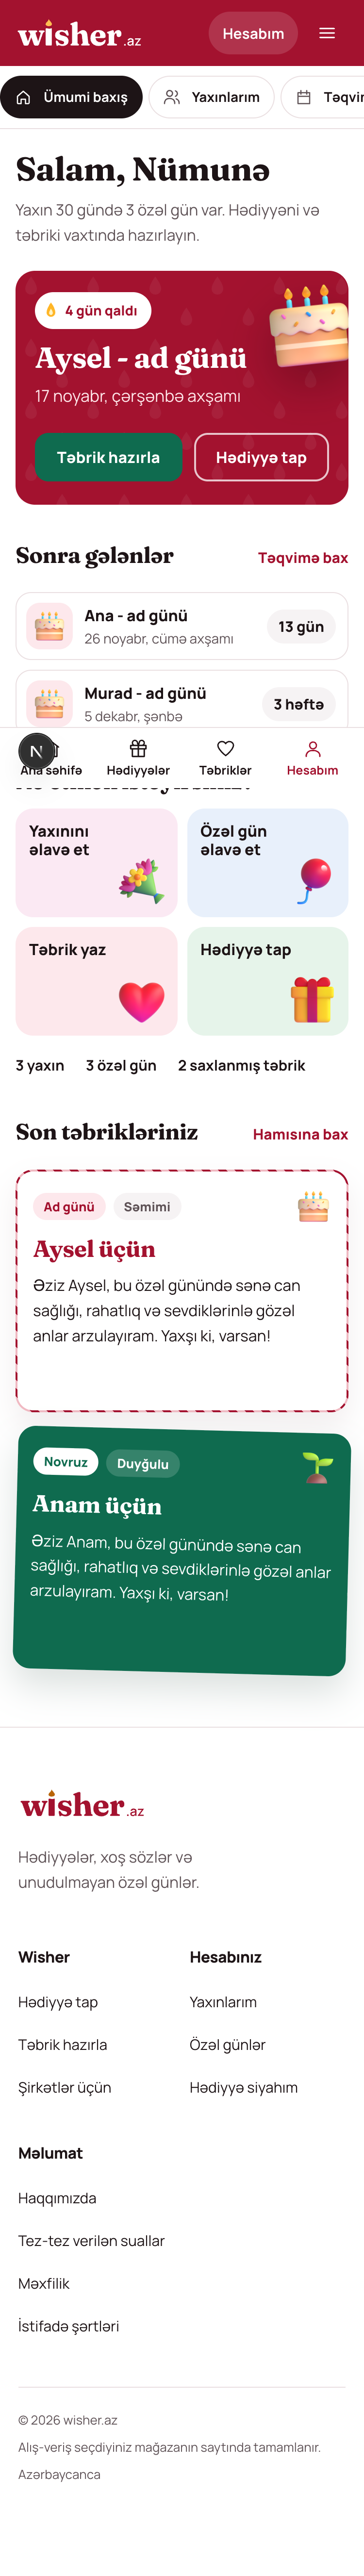 wisher.az
Hesabım
Ümumi baxış
Yaxınlarım
Salam, Nümunə
Yaxın 30 gündə 3 özəl gün var. Hədiyyəni və
təbriki vaxtında hazırlayın.
4 gün qaldı
Aysel - ad günü
17 noyabr, çərşənbə axşamı
Təbrik hazırla
Hədiyyə tap
Sonra gələnlər
Təqvimə bax
Ana - ad günü
26 noyabr, cümə axşamı
13 gün
Murad - ad günü
5 dekabr, şənbə
3 həftə
N
Ana səhifə
Hədiyyələr
Təbriklər
Hesabım
Yaxınını
əlavə et
Özəl gün
əlavə et
Təbrik yaz
Hədiyyə tap
3 yaxın
3 özəl gün
2 saxlanmış təbrik
Son təbrikləriniz
Hamısına bax
Ad günü
Səmimi
Aysel üçün
Əziz Aysel, bu özəl günündə sənə can
sağlığı, rahatlıq və sevdiklərinlə gözəl
anlar arzulayıram. Yaxşı ki, varsan!
Novruz
Duyğulu
Anam üçün
Əziz Anam, bu özəl günündə sənə can
sağlığı, rahatlıq və sevdiklərinlə gözəl anlar
arzulayıram. Yaxşı ki, varsan!
wisher.az
Hədiyyələr, xoş sözlər və
unudulmayan özəl günlər.
Wisher
Hədiyyə tap
Təbrik hazırla
Şirkətlər üçün
Hesabınız
Yaxınlarım
Özəl günlər
Hədiyyə siyahım
Məlumat
Haqqımızda
Tez-tez verilən suallar
Məxfilik
İstifadə şərtləri
© 2026 wisher.az
Alış-veriş seçdiyiniz mağazanın saytında tamamlanır.
Azərbaycanca